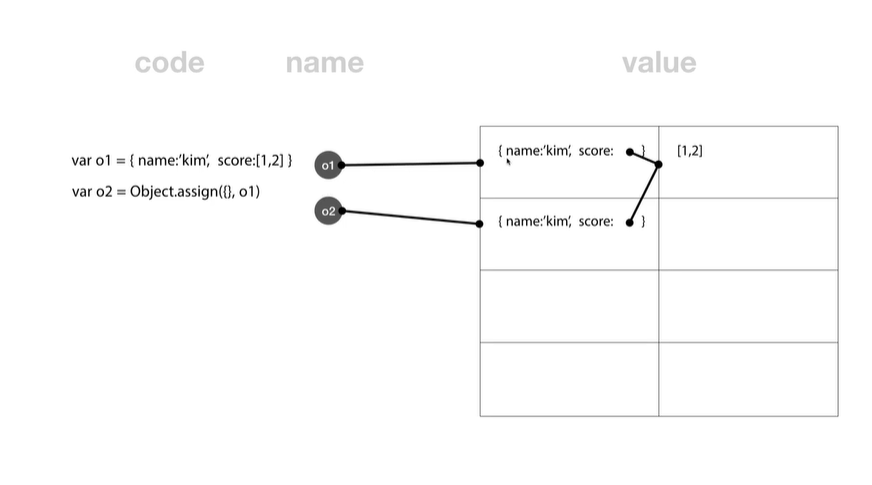 code name value
var o1 = { name:'kim', score:[1,2] }
o1
{ name:'kim', score: }
[1,2]
var o2 = Object.assign({}, o1)
o2
{ name:'kim', score: }